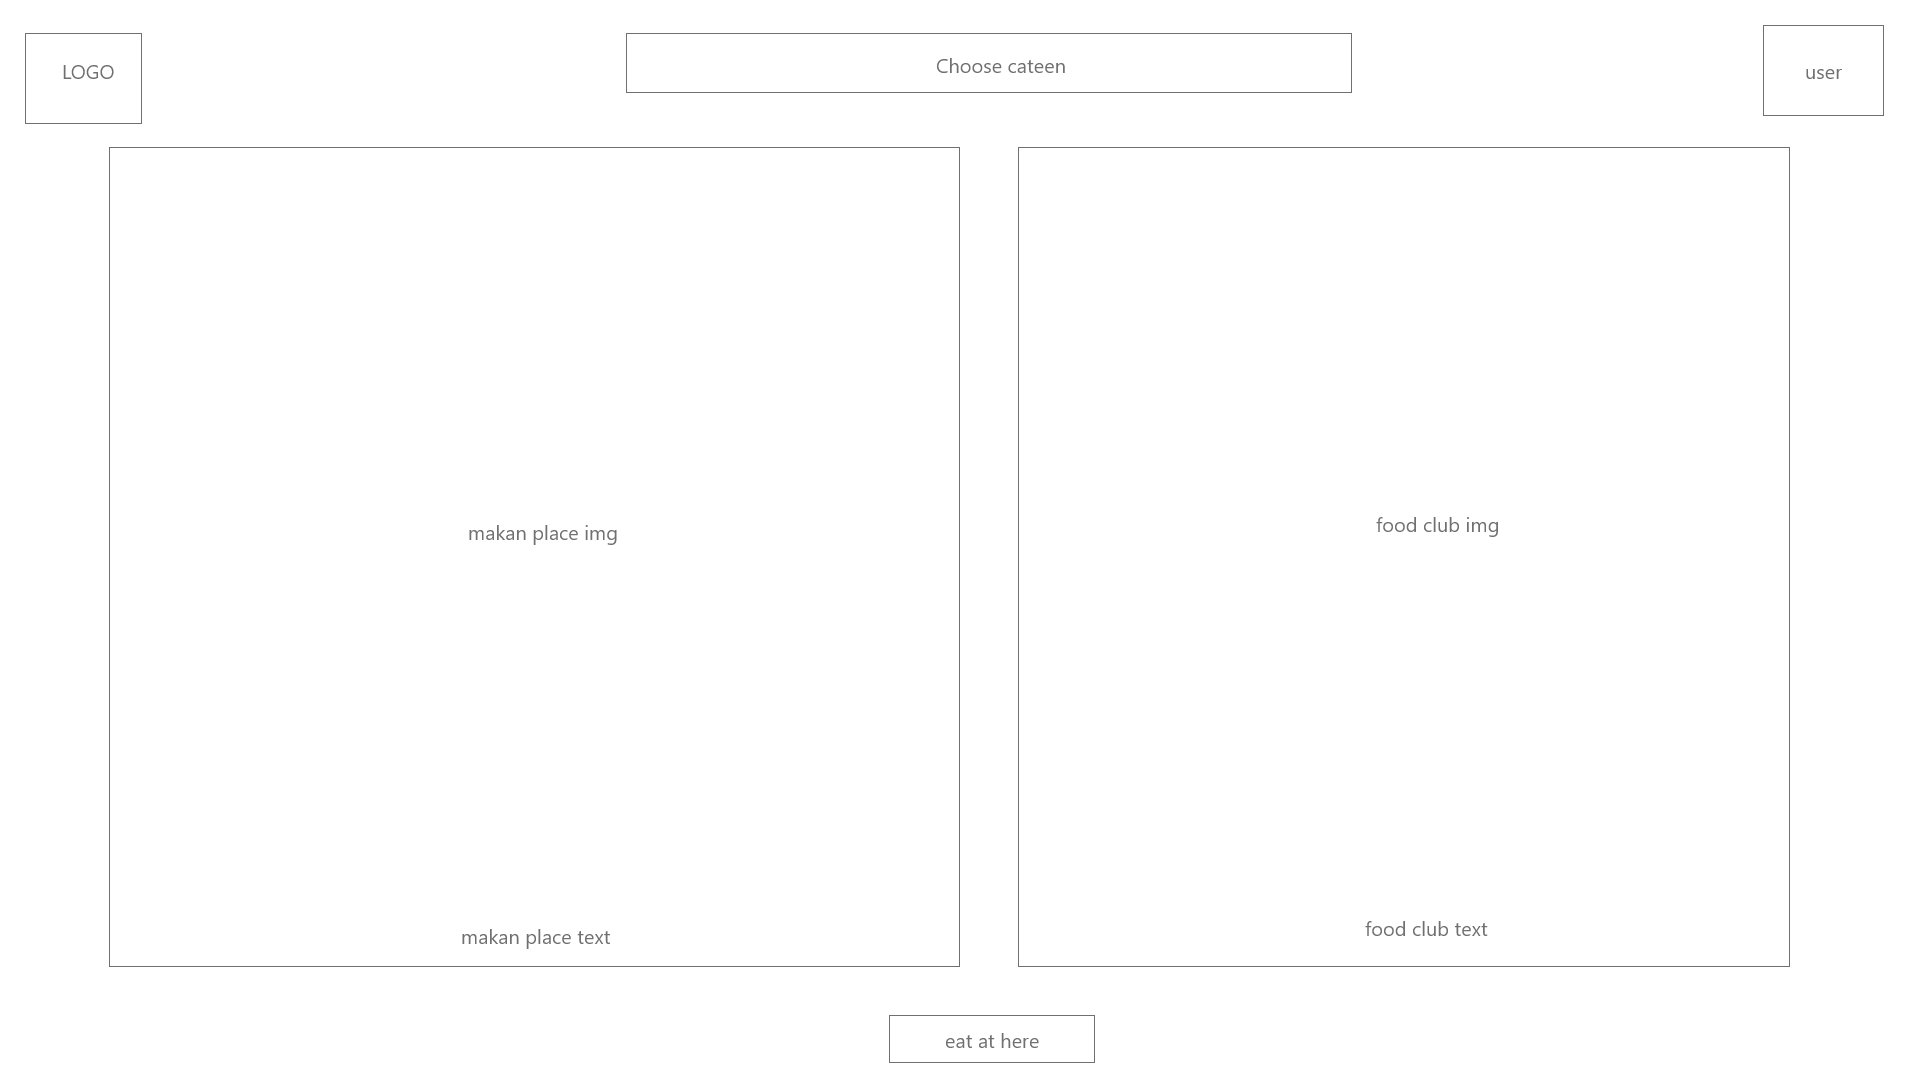 LOGO
Choose cateen
user
makan place img
food club img
makan place text
food club text
eat at here